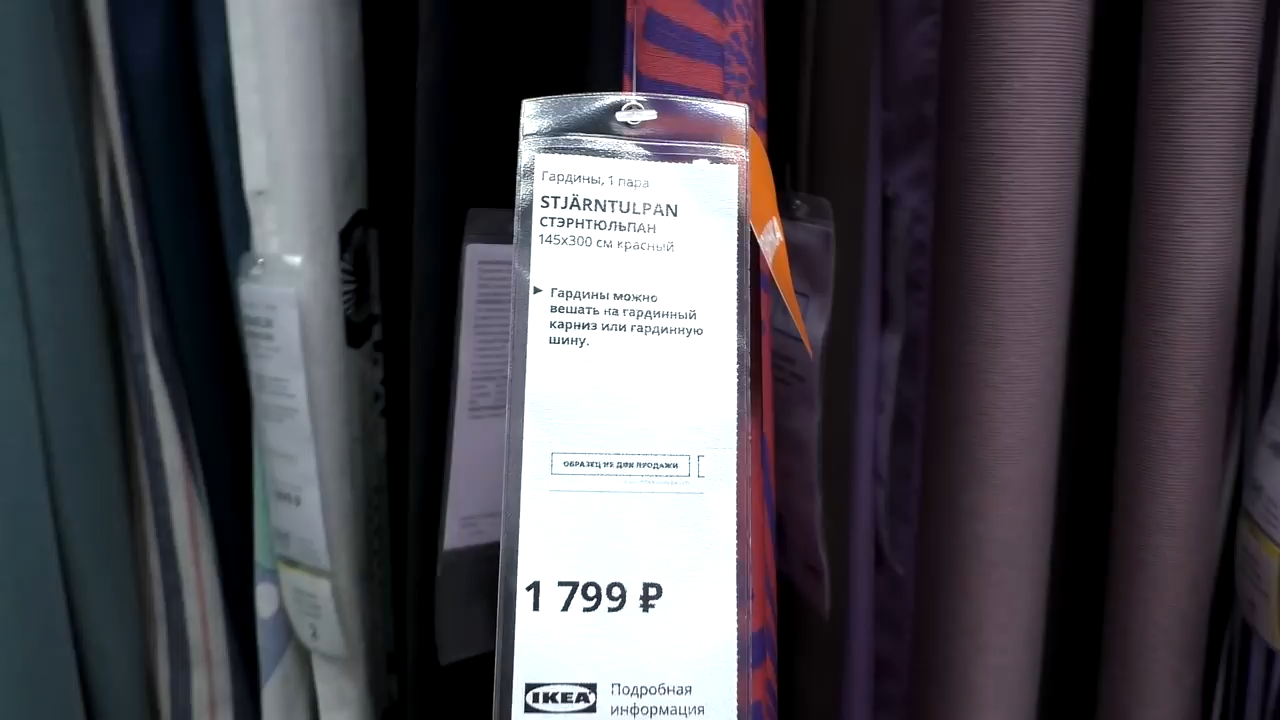 Гардины, 1 пара
STJÄRNTULPAN
СТЭРНТЮЛЬПАН
145x300 см красный
Гардины можно
вешать на гардинный
карниз или гардинную
шину.
ОБРАЗЕЦ НЕ ДЛЯ ПРОДАЖИ
1 799 ₽
IKEA
Подробная
информация